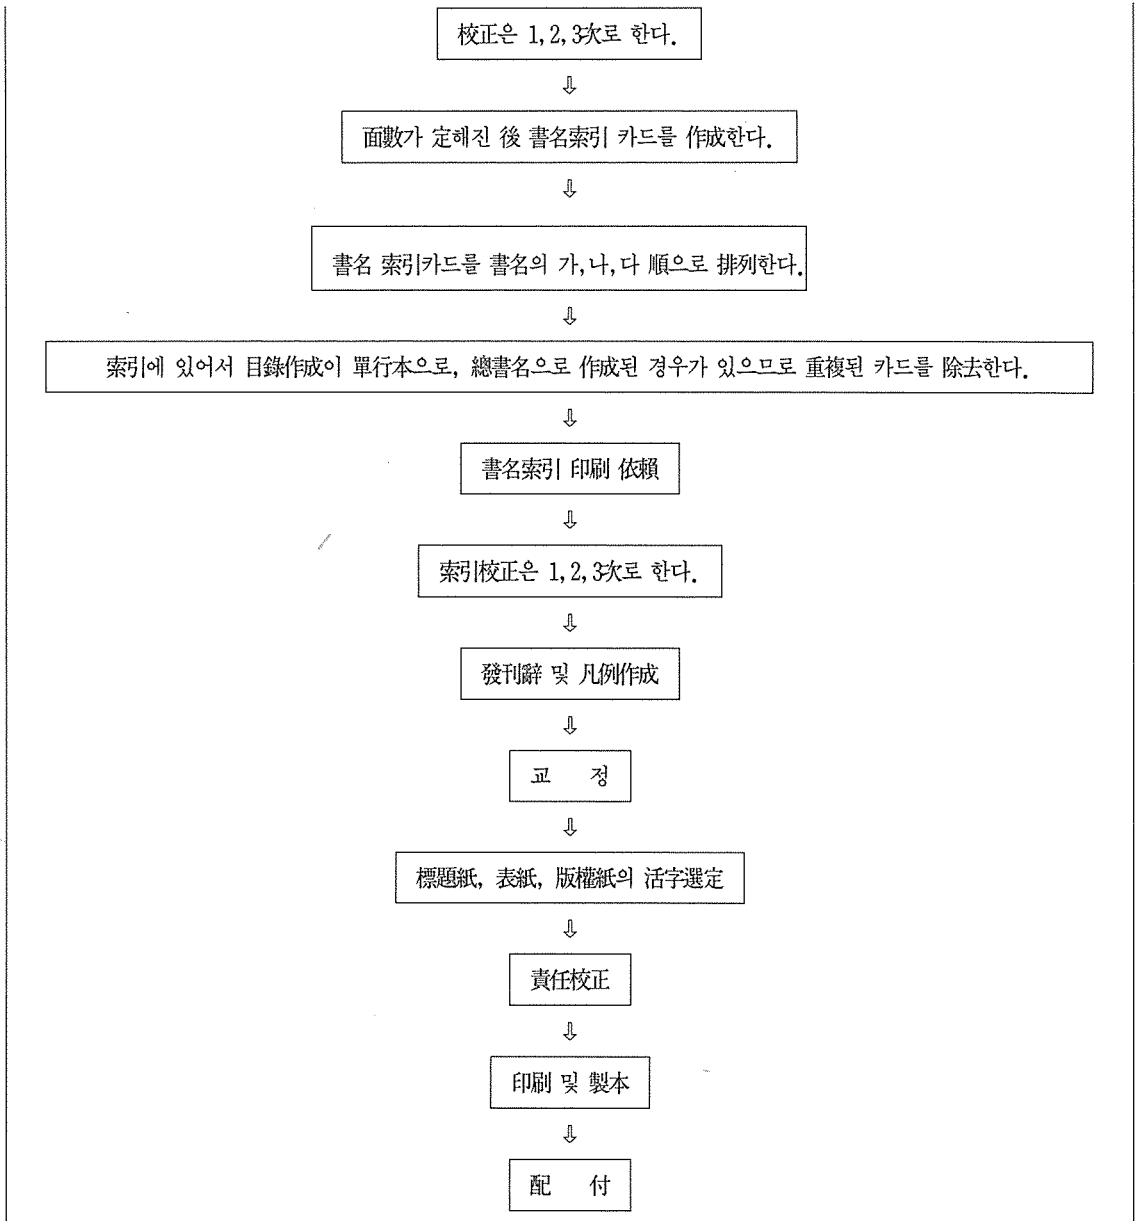 校正은 1, 2, 3次로 한다.
⇩
面數가 定해진 後 書名索引 카드를 作成한다.
⇩
書名 索引카드를 書名의 가, 나, 다 順으로 排列한다.
⇩
索引에 있어서 目錄作成이 單行本으로, 總書名으로 作成된 경우가 있으므로 重複된 카드를 除去한다.
⇩
書名索引 印刷 依賴
⇩
索引校正은 1, 2, 3次로 한다.
⇩
發刊辭 및 凡例作成
⇩
교 정
⇩
標題紙, 表紙, 版權紙의 活字選定
⇩
責任校正
⇩
印刷 및 製本
⇩
配 付